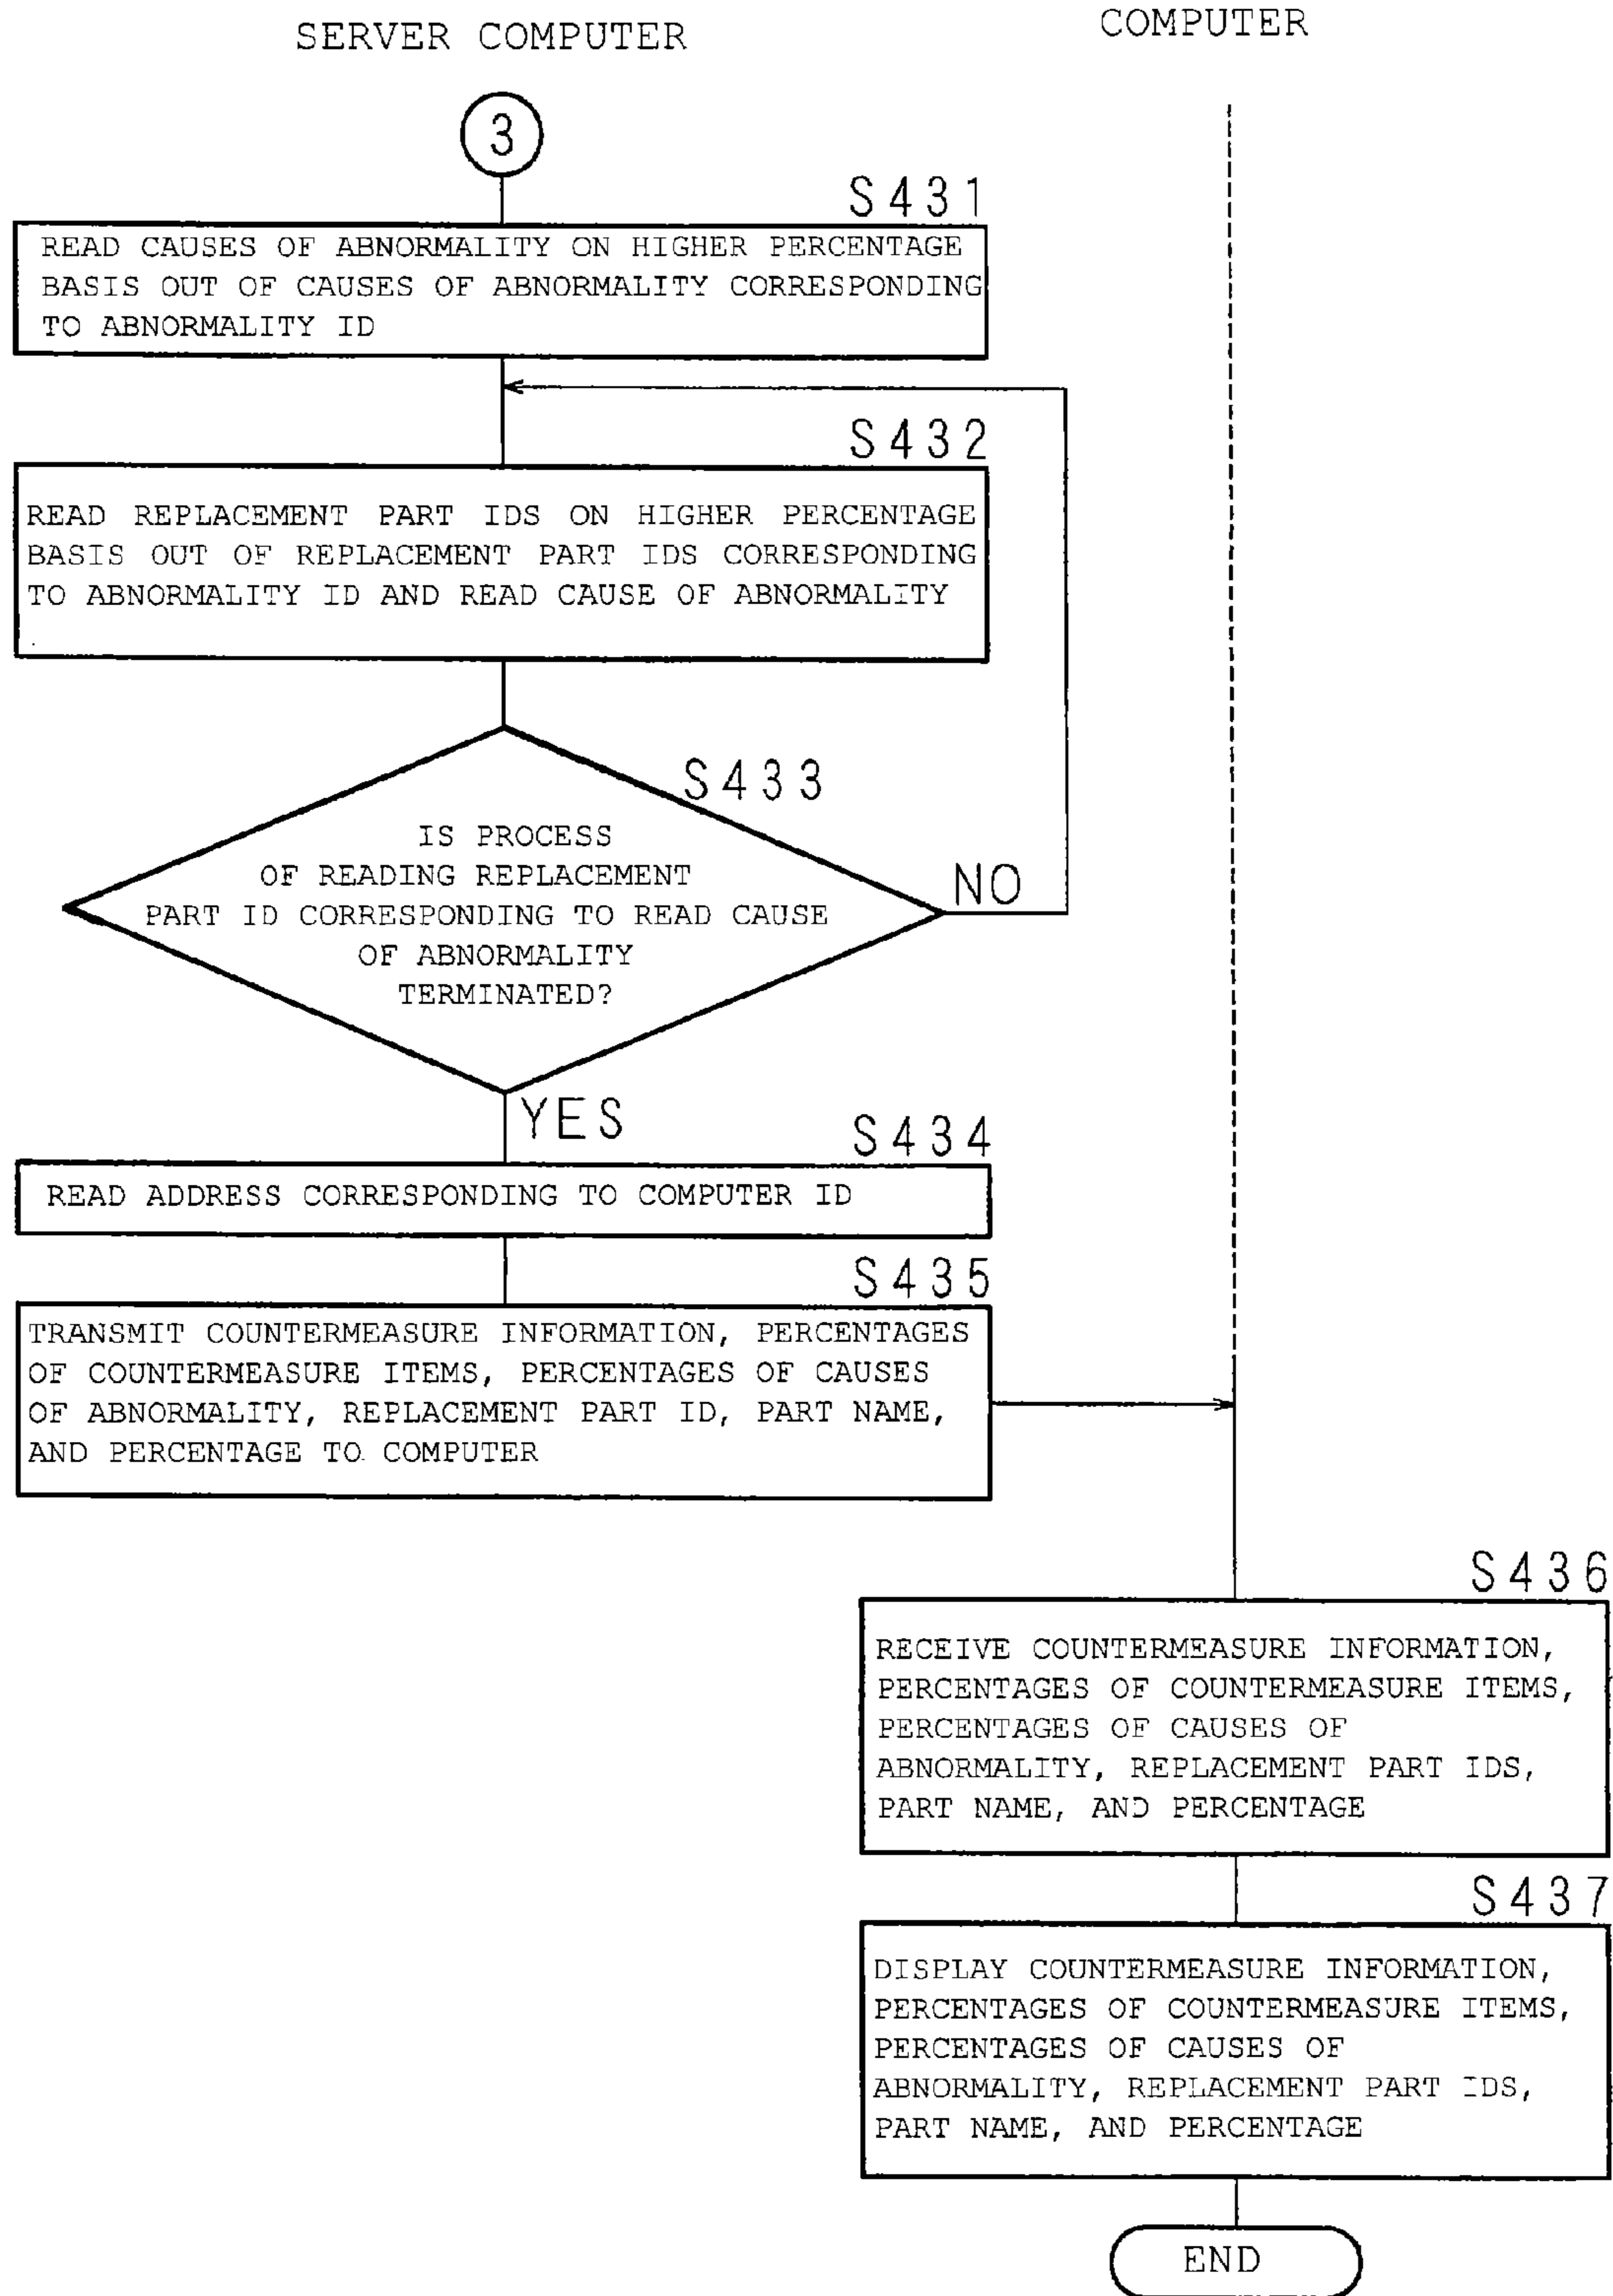 SERVER COMPUTER
COMPUTER
3
S431
READ CAUSES OF ABNORMALITY ON HIGHER PERCENTAGE
BASIS OUT OF CAUSES OF ABNORMALITY CORRESPONDING
TO ABNORMALITY ID
S432
READ REPLACEMENT PART IDS ON HIGHER PERCENTAGE
BASIS OUT OF REPLACEMENT PART IDS CORRESPONDING
TO ABNORMALITY ID AND READ CAUSE OF ABNORMALITY
S433
IS PROCESS
OF READING REPLACEMENT
PART ID CORRESPONDING TO READ CAUSE
OF ABNORMALITY
TERMINATED?
NO
YES
S434
READ ADDRESS CORRESPONDING TO COMPUTER ID
S435
TRANSMIT COUNTERMEASURE INFORMATION, PERCENTAGES
OF COUNTERMEASURE ITEMS, PERCENTAGES OF CAUSES
OF ABNORMALITY, REPLACEMENT PART ID, PART NAME,
AND PERCENTAGE TO COMPUTER
S436
RECEIVE COUNTERMEASURE INFORMATION,
PERCENTAGES OF COUNTERMEASURE ITEMS,
PERCENTAGES OF CAUSES OF
ABNORMALITY, REPLACEMENT PART IDS,
PART NAME, AND PERCENTAGE
S437
DISPLAY COUNTERMEASURE INFORMATION,
PERCENTAGES OF COUNTERMEASURE ITEMS,
PERCENTAGES OF CAUSES OF
ABNORMALITY, REPLACEMENT PART IDS,
PART NAME, AND PERCENTAGE
END